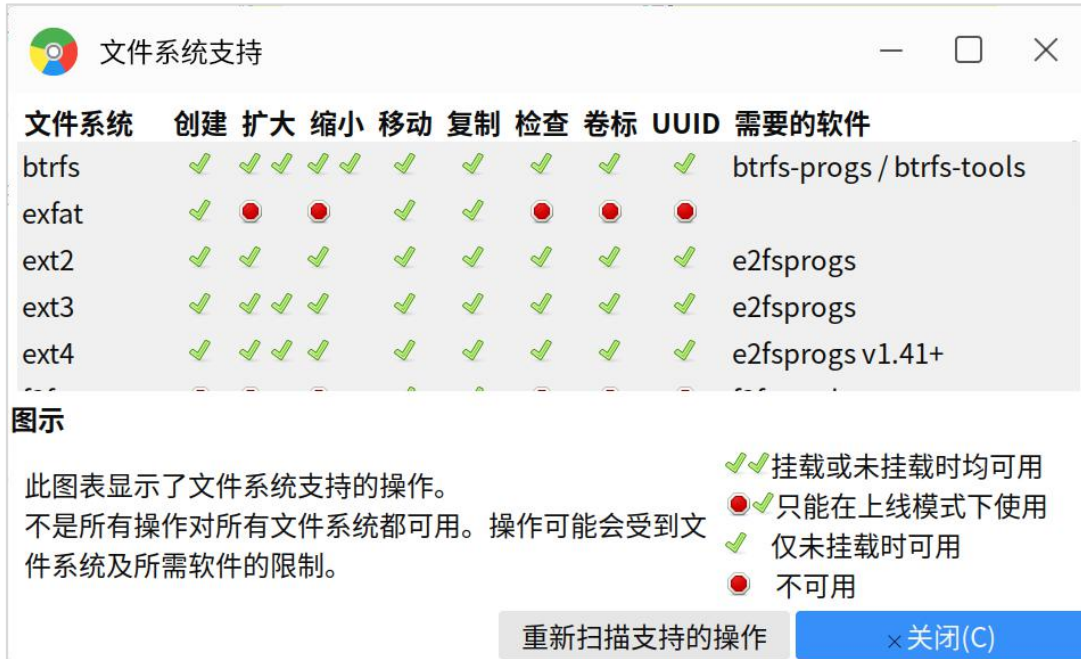 文件系统支持
文件系统 创建 扩大 缩小 移动 复制 检查 卷标 UUID 需要的软件
btrfs btrfs-progs / btrfs-tools
exfat
ext2 e2fsprogs
ext3 e2fsprogs
ext4 e2fsprogs v1.41+
图示
此图表显示了文件系统支持的操作。
不是所有操作对所有文件系统都可用。操作可能会受到文
件系统及所需软件的限制。
挂载或未挂载时均可用
只能在上线模式下使用
仅未挂载时可用
不可用
重新扫描支持的操作 关闭(C)